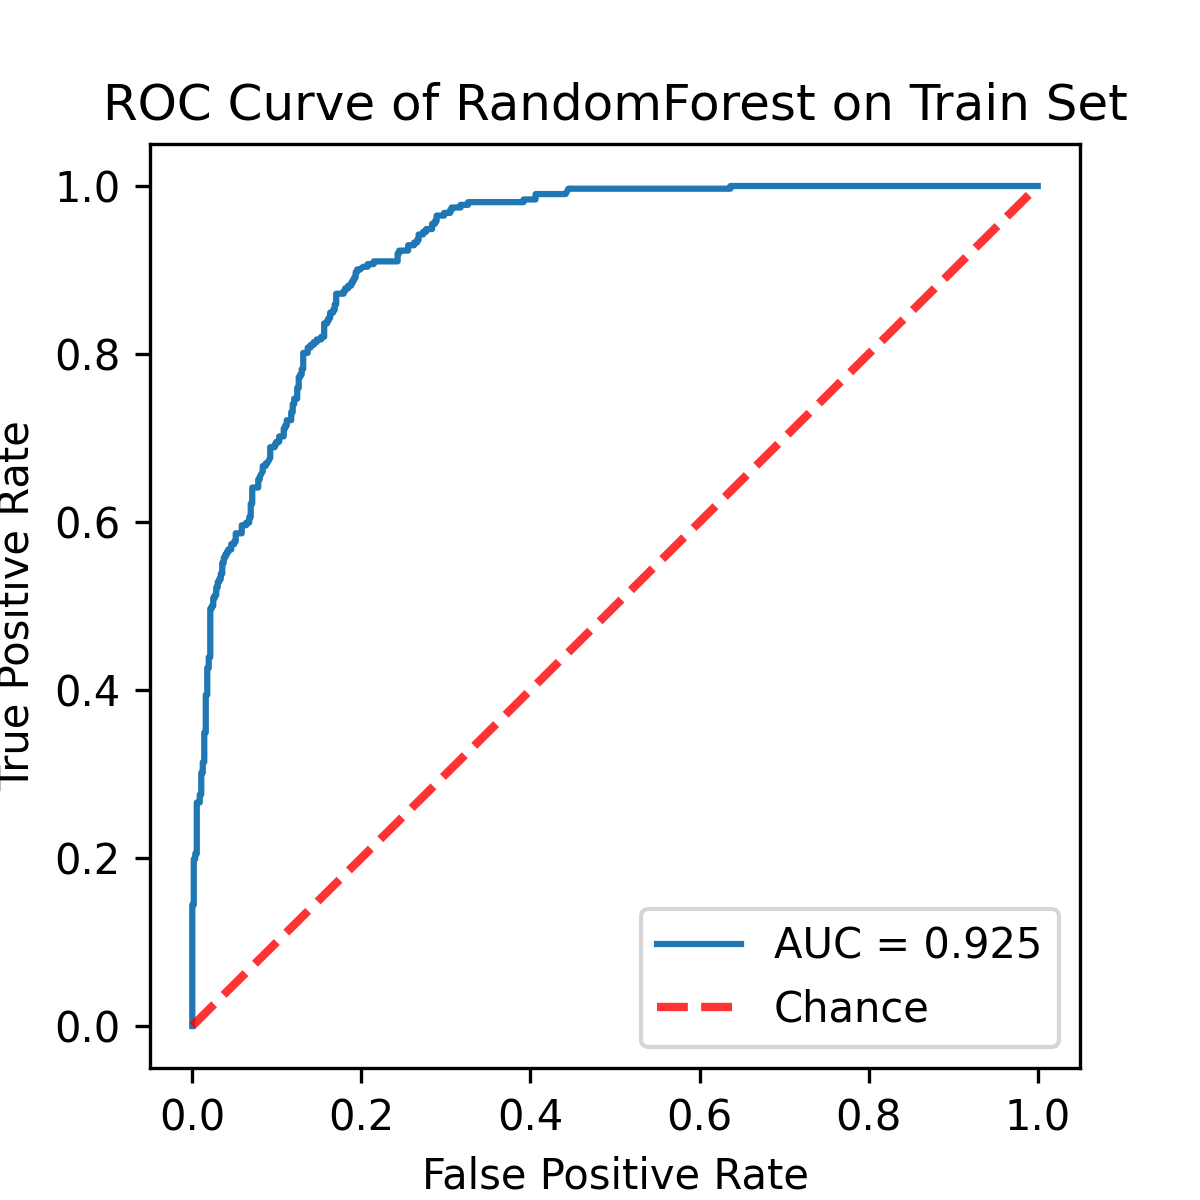 ROC Curve of RandomForest on Train Set
True Positive Rate
1.0
0.8
0.6
0.4
0.2
0.0
AUC = 0.925
Chance
0.0 0.2 0.4 0.6 0.8 1.0
False Positive Rate